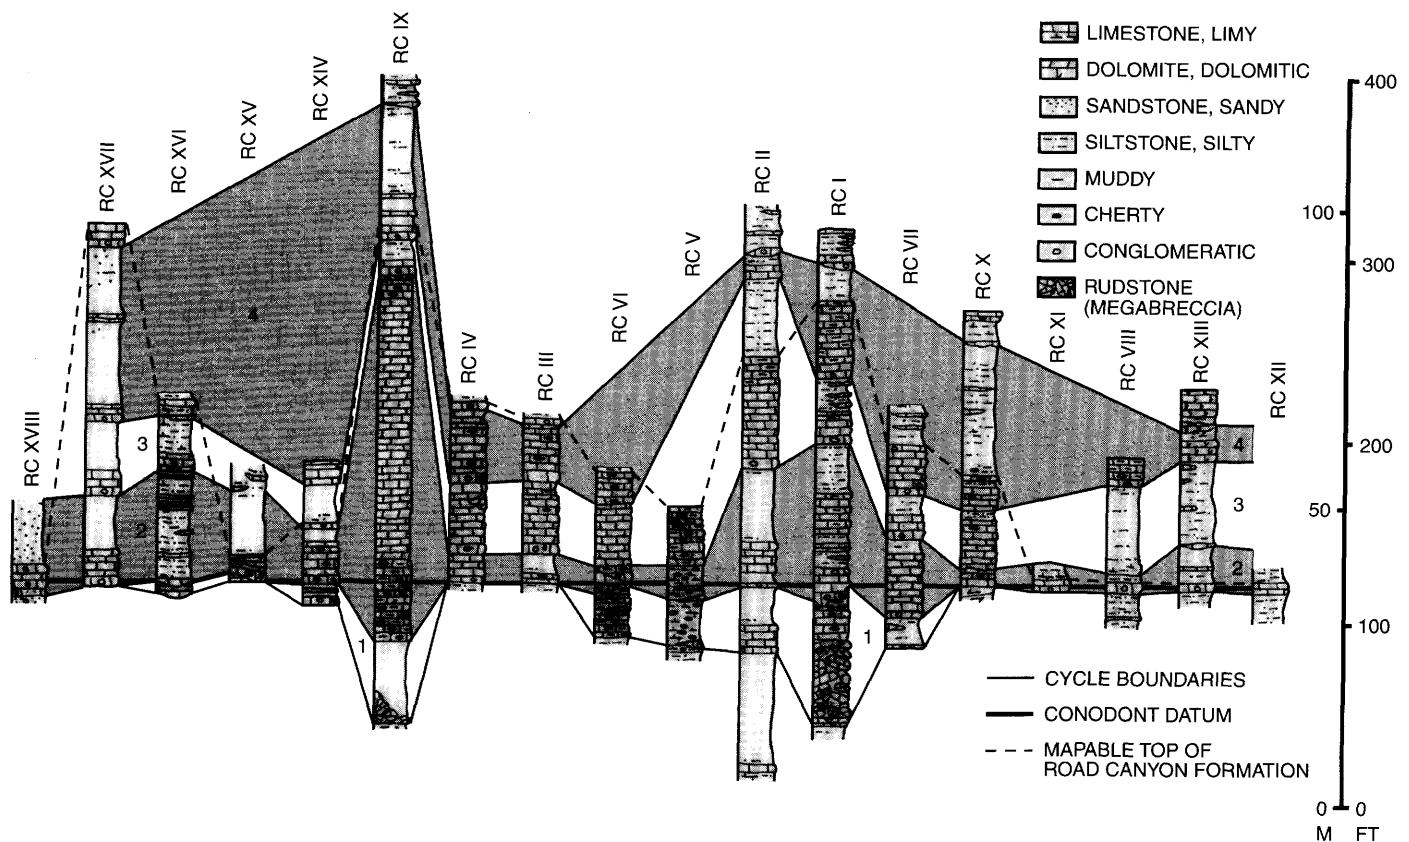 RC XVIII
RC XVII
RC XVI
RC XV
RC XIV
RC IX
RC IV
RC III
RC VI
RC V
RC II
RC I
RC VII
RC X
RC XI
RC VIII
RC XIII
RC XII
LIMESTONE, LIMY
DOLOMITE, DOLOMITIC
SANDSTONE, SANDY
SILTSTONE, SILTY
MUDDY
CHERTY
CONGLOMERATIC
RUDSTONE
(MEGABRECCIA)
400
100
300
200
50
100
0 0
M FT
4
3
2
1
1
4
3
2
CYCLE BOUNDARIES
CONODONT DATUM
MAPABLE TOP OF
ROAD CANYON FORMATION